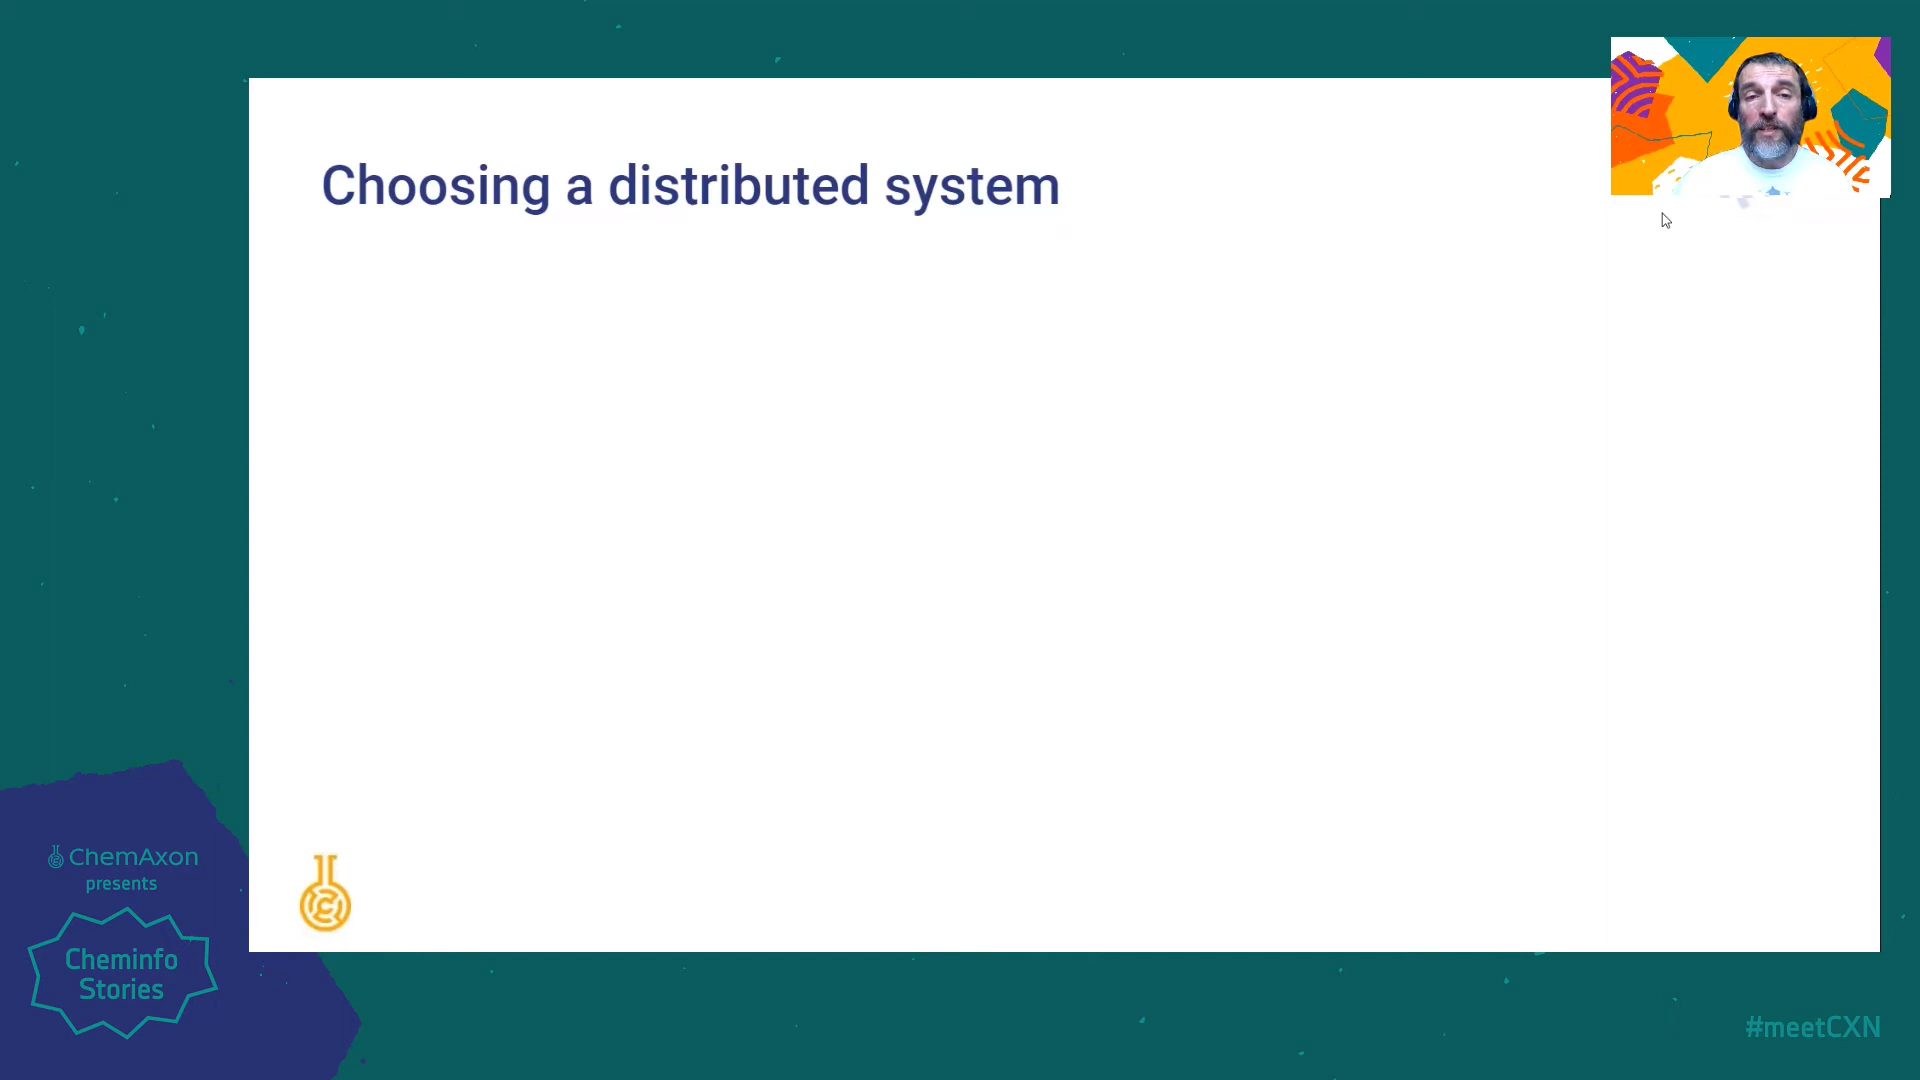 Choosing a distributed system
ChemAxon
presents
Cheminfo
Stories
#meetCXN